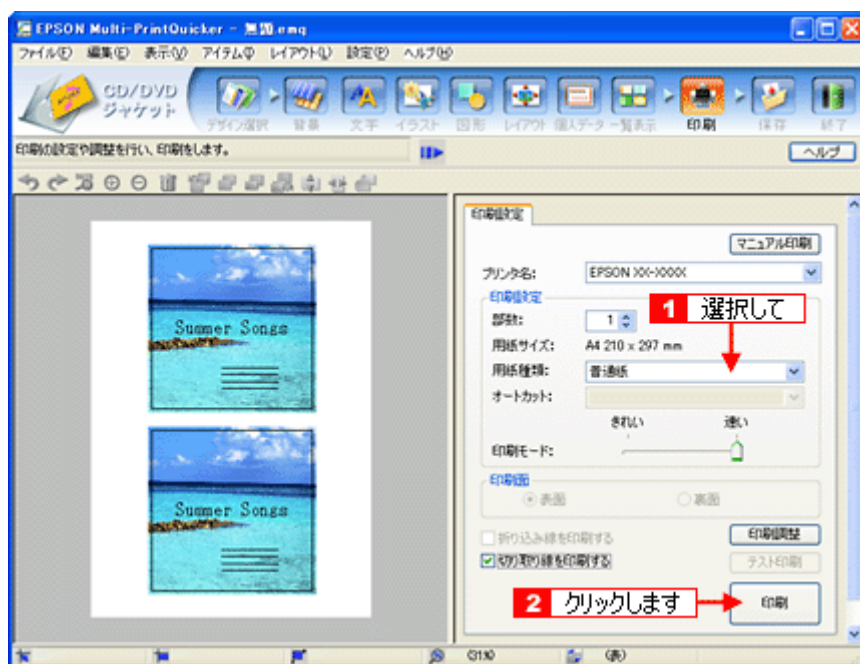 EPSON Multi-PrintQuicker - 無題.emq
ファイル(F) 編集(E) 表示(V) アイテム(I) レイアウト(L) 設定(P) ヘルプ(H)
CD/DVD
ジャケット
デザイン選択 背景 文字 イラスト 図形 レイアウト 個人データ 一覧表示 印刷 保存 終了
印刷の設定や調整を行い、印刷をします。
ヘルプ
印刷設定
マニュアル印刷
プリンタ名: EPSON XX-XXXX
印刷設定
部数: 1
1 選択して
用紙サイズ: A4 210 x 297 mm
用紙種類: 普通紙
オートカット:
きれい 速い
印刷モード:
印刷面
表面 裏面
折り込み線を印刷する
印刷調整
切り取り線を印刷する
テスト印刷
2 クリックします
印刷
Summer Songs
Summer Songs
(表)